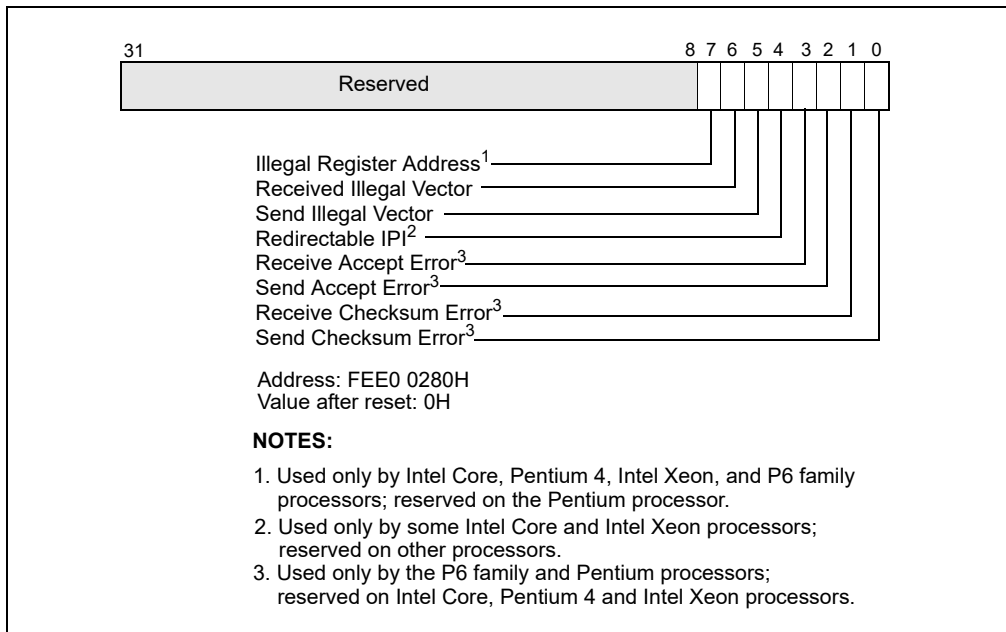 31 8 7 6 5 4 3 2 1 0
Reserved
Illegal Register Address1
Received Illegal Vector
Send Illegal Vector
Redirectable IPI2
Receive Accept Error3
Send Accept Error3
Receive Checksum Error3
Send Checksum Error3
Address: FEE0 0280H
Value after reset: 0H
NOTES:
1. Used only by Intel Core, Pentium 4, Intel Xeon, and P6 family
processors; reserved on the Pentium processor.
2. Used only by some Intel Core and Intel Xeon processors;
reserved on other processors.
3. Used only by the P6 family and Pentium processors;
reserved on Intel Core, Pentium 4 and Intel Xeon processors.